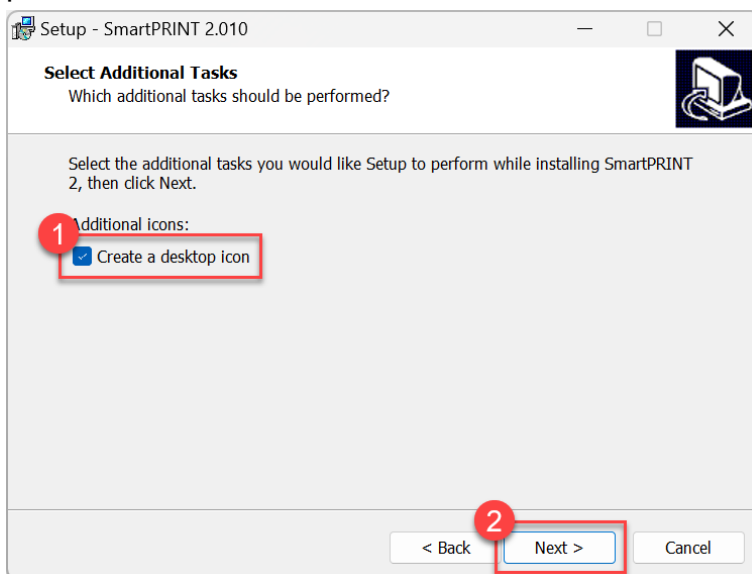 Setup - SmartPRINT 2.010
Select Additional Tasks
Which additional tasks should be performed?
Select the additional tasks you would like Setup to perform while installing SmartPRINT
2, then click Next.
Additional icons:
1
Create a desktop icon
2
< Back
Next >
Cancel